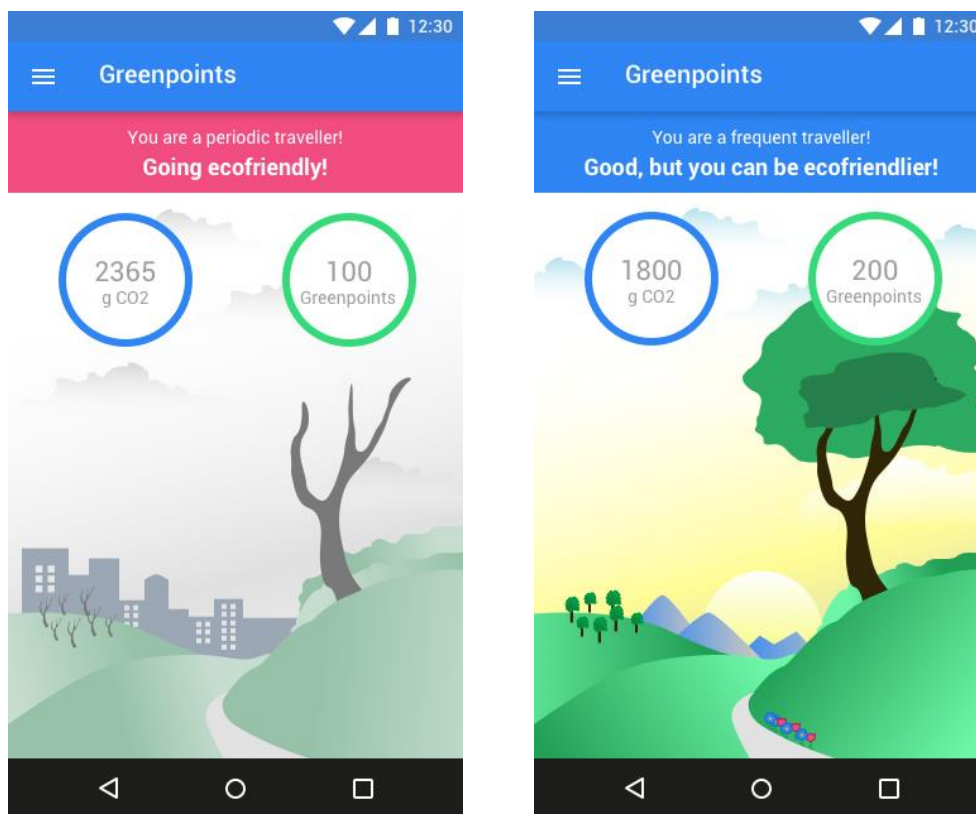 12:30
Greenpoints
You are a periodic traveller!
Going ecofriendly!
2365
g CO2
100
Greenpoints
12:30
Greenpoints
You are a frequent traveller!
Good, but you can be ecofriendlier!
1800
g CO2
200
Greenpoints